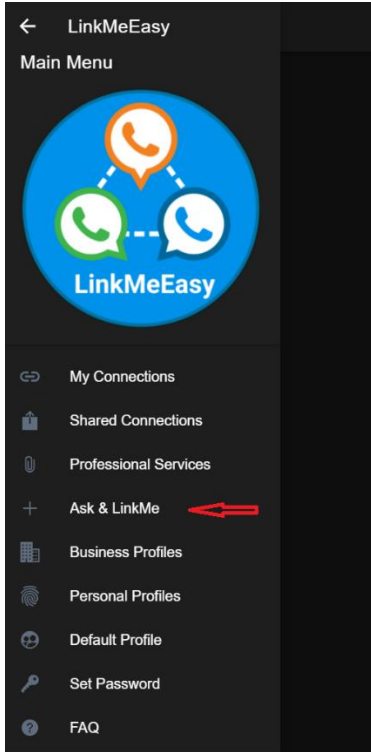 LinkMeEasy
Main Menu
LinkMeEasy
My Connections
Shared Connections
Professional Services
Ask & LinkMe
Business Profiles
Personal Profiles
Default Profile
Set Password
FAQ